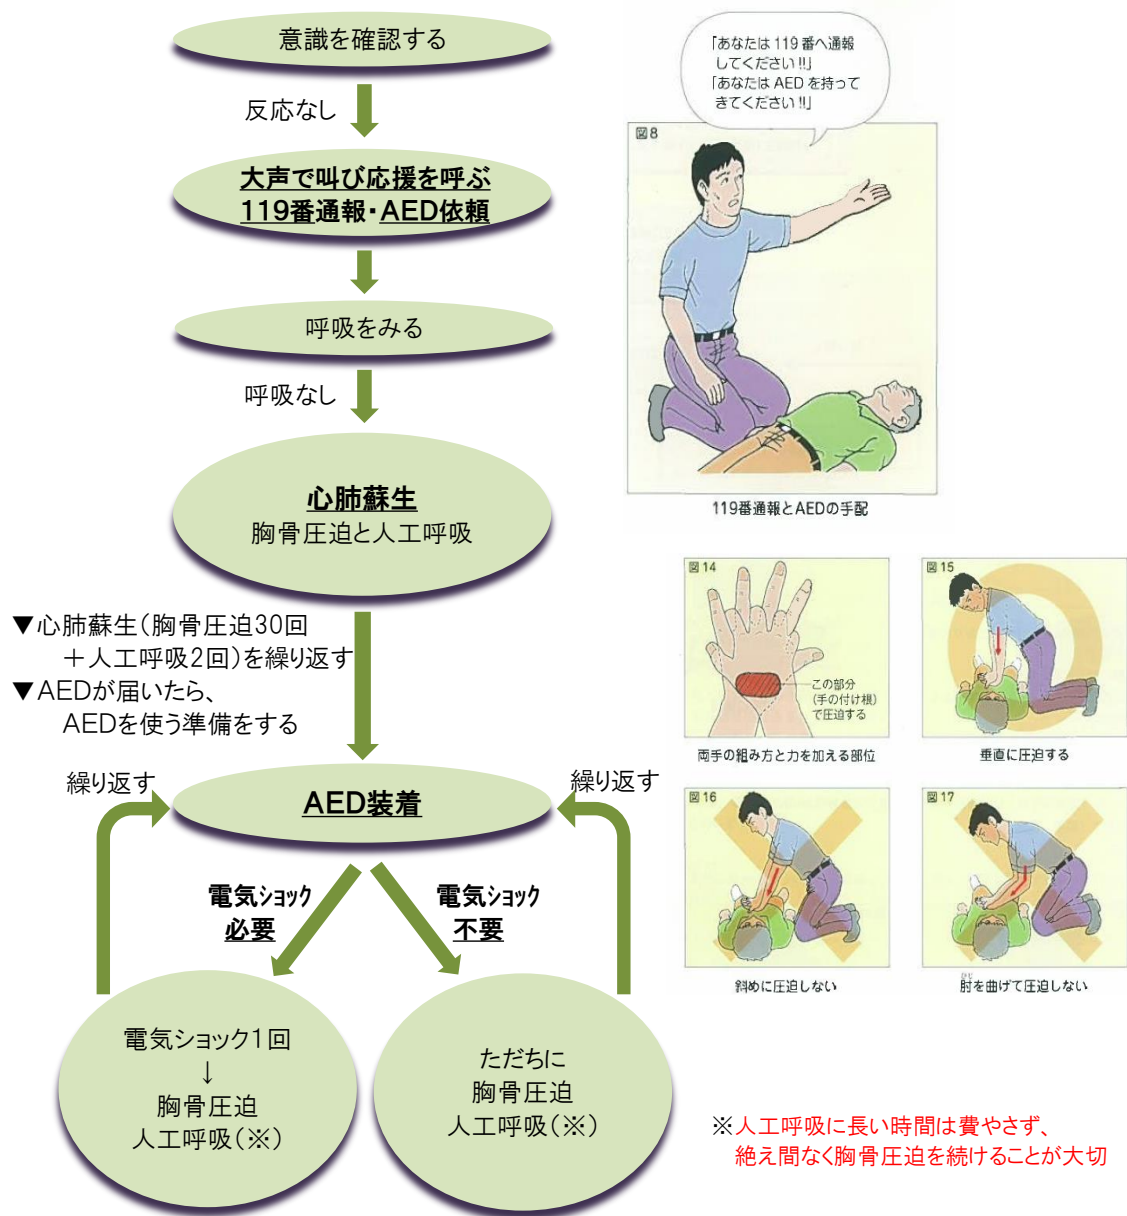 意識を確認する
反応なし
大声で叫び応援を呼ぶ
119番通報・AED依頼
呼吸をみる
呼吸なし
心肺蘇生
胸骨圧迫と人工呼吸
▼心肺蘇生(胸骨圧迫30回
+人工呼吸2回)を繰り返す
▼AEDが届いたら、
AEDを使う準備をする
繰り返す
繰り返す
AED装着
電気ショック
必要
電気ショック
不要
電気ショック1回
↓
胸骨圧迫
人工呼吸(※)
ただちに
胸骨圧迫
人工呼吸(※)
「あなたは119番へ通報
してください!!」
「あなたは AED を持って
きてください!!」
図8
119番通報とAEDの手配
図14
この部分
(手の付け根)
で圧迫する
両手の組み方と力を加える部位
図15
垂直に圧迫する
図16
斜めに圧迫しない
図17
ひじ
肘を曲げて圧迫しない
※人工呼吸に長い時間は費やさず、
絶え間なく胸骨圧迫を続けることが大切